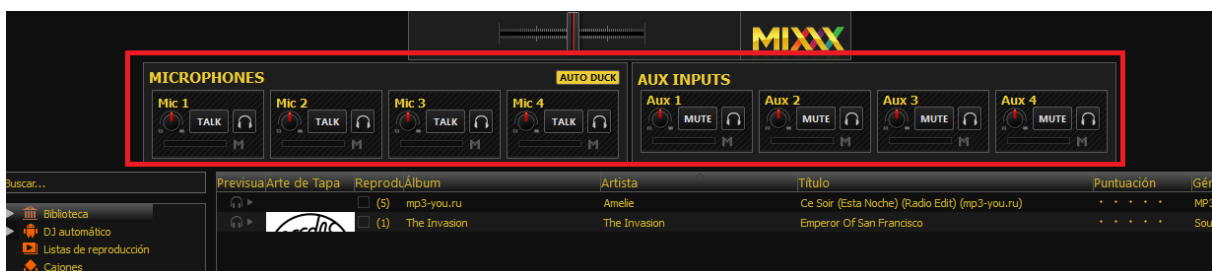 MIXXX
MICROPHONES AUTO DUCK AUX INPUTS
Mic 1 Mic 2 Mic 3 Mic 4 Aux 1 Aux 2 Aux 3 Aux 4
TALK TALK TALK TALK MUTE MUTE MUTE MUTE
M M M M M M M M
Buscar... Previsua Arte de Tapa Reprodu Álbum Artista Título Puntuación Gén
Biblioteca (5) mp3-you.ru Amelie Ce Soir (Esta Noche) (Radio Edit) (mp3-you.ru) MP3
DJ automático (1) The Invasion The Invasion Emperor Of San Francisco Sou
Listas de reproducción
Cajones